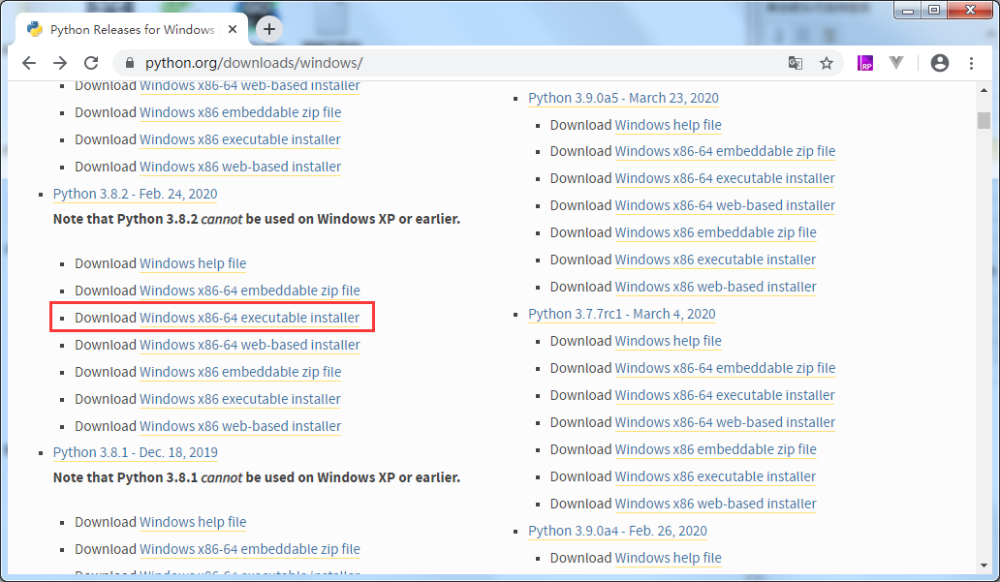 Python Releases for Windows
python.org/downloads/windows/
Download Windows x86-64 web-based installer
Download Windows x86 embeddable zip file
Download Windows x86 executable installer
Download Windows x86 web-based installer
Python 3.8.2 - Feb. 24, 2020
Note that Python 3.8.2 cannot be used on Windows XP or earlier.
Download Windows help file
Download Windows x86-64 embeddable zip file
Download Windows x86-64 executable installer
Download Windows x86-64 web-based installer
Download Windows x86 embeddable zip file
Download Windows x86 executable installer
Download Windows x86 web-based installer
Python 3.8.1 - Dec. 18, 2019
Note that Python 3.8.1 cannot be used on Windows XP or earlier.
Download Windows help file
Download Windows x86-64 embeddable zip file
Download Windows x86-64 executable installer
Python 3.9.0a5 - March 23, 2020
Download Windows help file
Download Windows x86-64 embeddable zip file
Download Windows x86-64 executable installer
Download Windows x86-64 web-based installer
Download Windows x86 embeddable zip file
Download Windows x86 executable installer
Download Windows x86 web-based installer
Python 3.7.7rc1 - March 4, 2020
Download Windows help file
Download Windows x86-64 embeddable zip file
Download Windows x86-64 executable installer
Download Windows x86-64 web-based installer
Download Windows x86 embeddable zip file
Download Windows x86 executable installer
Download Windows x86 web-based installer
Python 3.9.0a4 - Feb. 26, 2020
Download Windows help file
RP